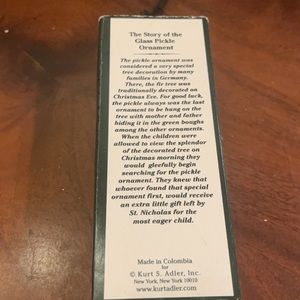 The Story of the
Glass Pickle
Ornament
The pickle ornament was
considered a very special
tree decoration by many
families in Germany.
There, the fir tree was
traditionally decorated on
Christmas Eve. For good luck,
the pickle always was the last
ornament to be hang on the
tree with mother and father
hiding it in the green boughs
among the other ornaments.
When the children were
allowed to view the splendor
of the decorated tree on
Christmas morning they
would gleefully begin
searching for the pickle
ornament. They knew that
whoever found that special
ornament first, would receive
an extra little gift left by
St. Nicholas for the
most eager child.
Made in Colombia
for
© Kurt S. Adler, Inc.
New York, New York 10010
www.kurtadler.com